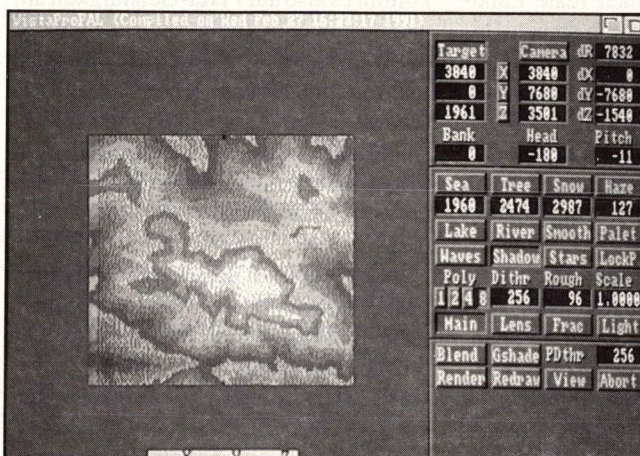 VistaProPAL (Compiled on Wed Feb 27 15:24:17 1991)
Target Camera dR 7832
3840 X 3840 dX 0
0 Y 7680 dY -7680
1961 Z 3501 dZ -1540
Bank Head Pitch
0 -180 -11
Sea Tree Snow Haze
1960 2474 2987 127
Lake River Smooth Palet
Waves Shadow Stars LockP
Poly Dithr Rough Scale
1 2 4 8 256 96 1.0000
Main Lens Frac Light
Blend Gshade PDthr 256
Render Redraw View Abort